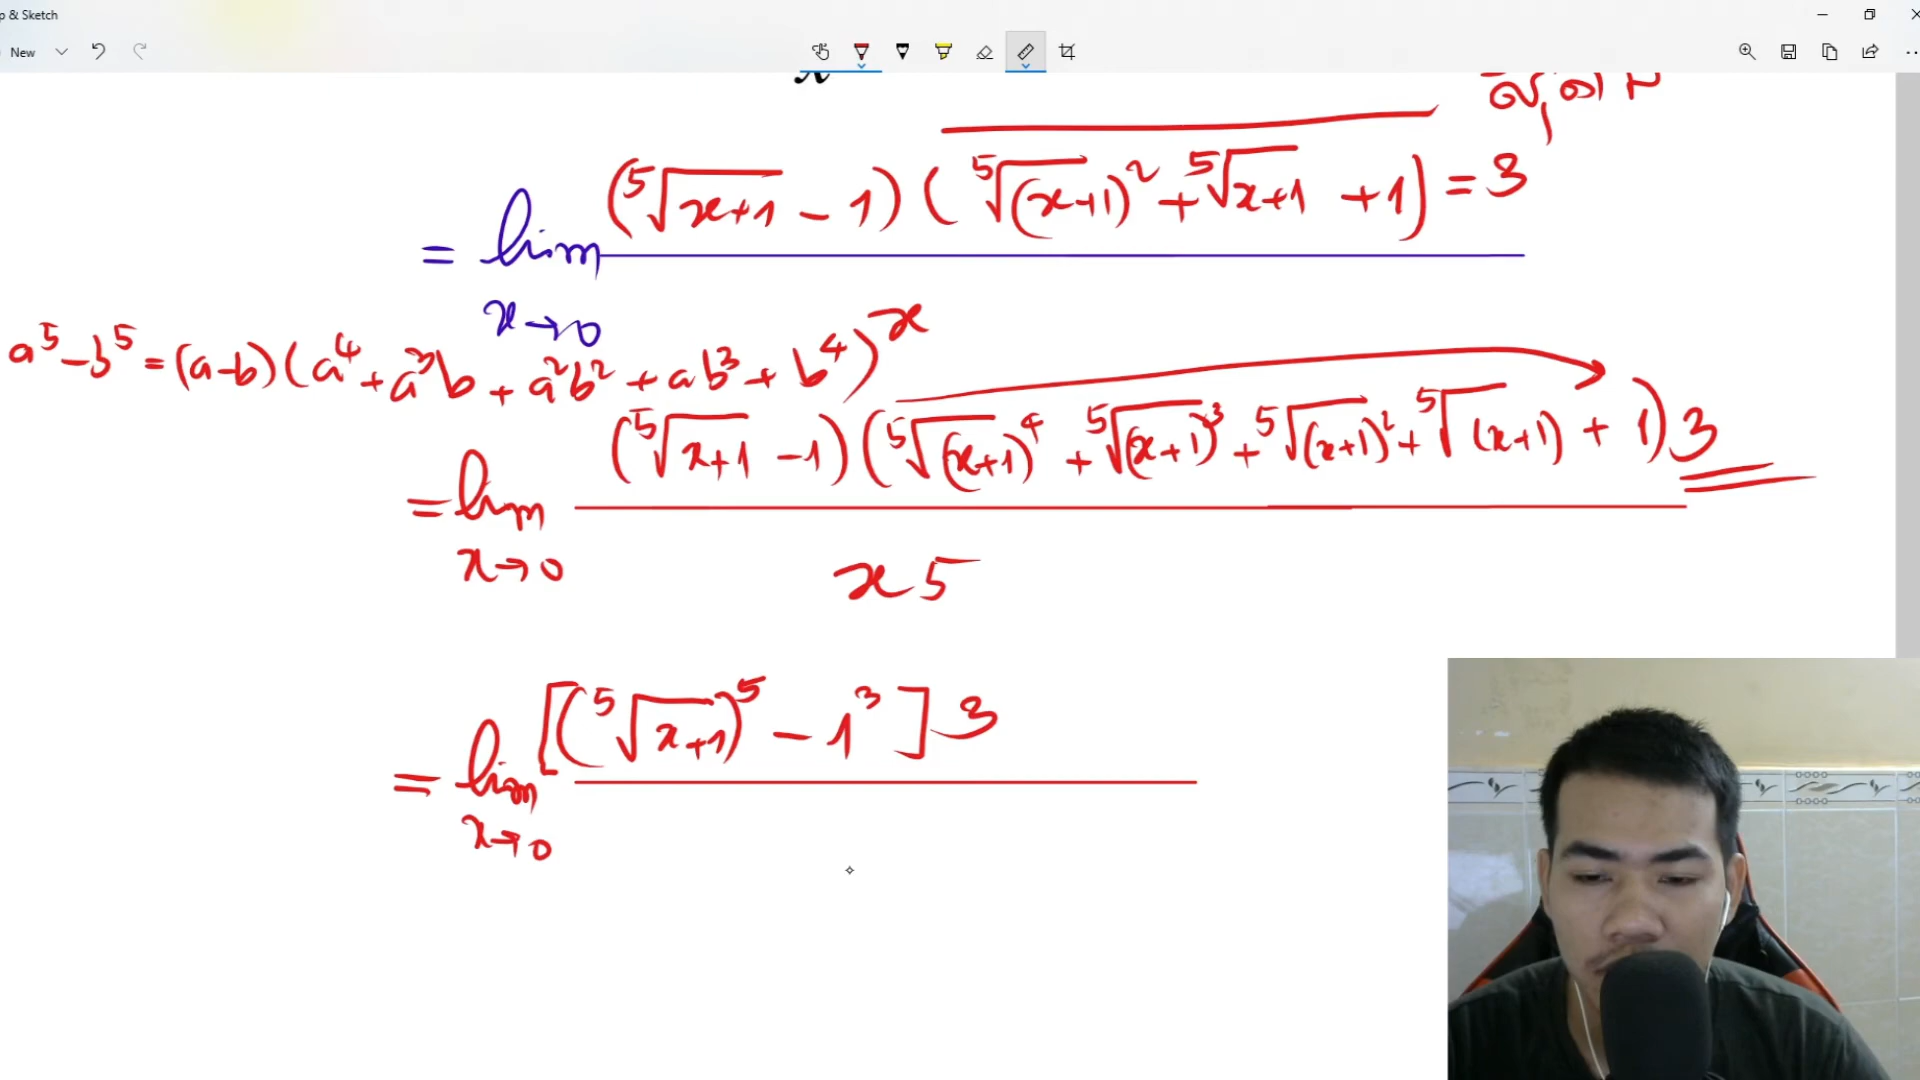 & Sketch
New
x
= lim x→0 (⁵√x+1 − 1)(⁵√(x+1)² + ⁵√x+1 + 1) = 3
x
a⁵−b⁵ = (a−b)(a⁴ + a³b + a²b² + ab³ + b⁴)
= lim x→0 (⁵√x+1 − 1)(⁵√(x+1)⁴ + ⁵√(x+1)³ + ⁵√(x+1)² + ⁵√(x+1) + 1) 3
x 5
= lim x→0 [(⁵√x+1)⁵ − 1³] 3